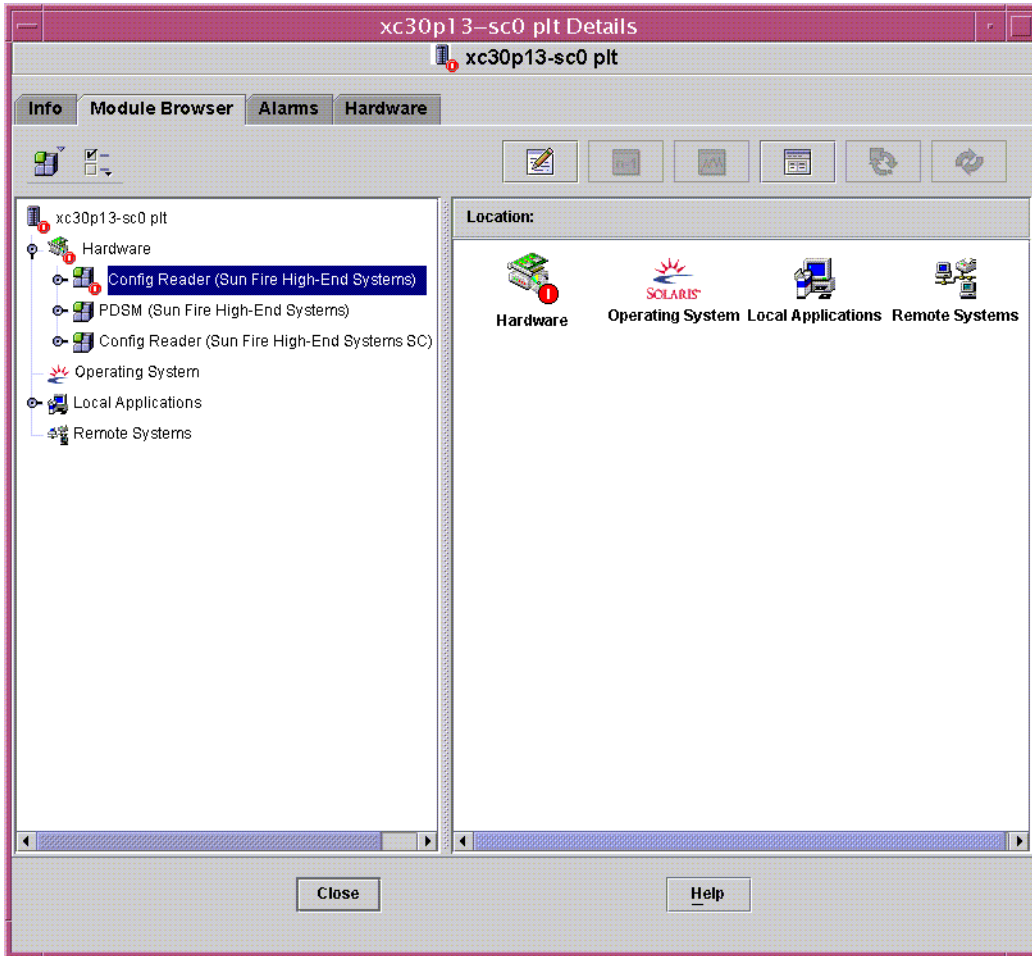 xc30p13–sc0 plt Details
xc30p13-sc0 plt
Info Module Browser Alarms Hardware
xc30p13-sc0 plt
Hardware
Config Reader (Sun Fire High-End Systems)
PDSM (Sun Fire High-End Systems)
Config Reader (Sun Fire High-End Systems SC)
Operating System
Local Applications
Remote Systems
Location:
Hardware
SOLARIS
Operating System
Local Applications
Remote Systems
Close
Help